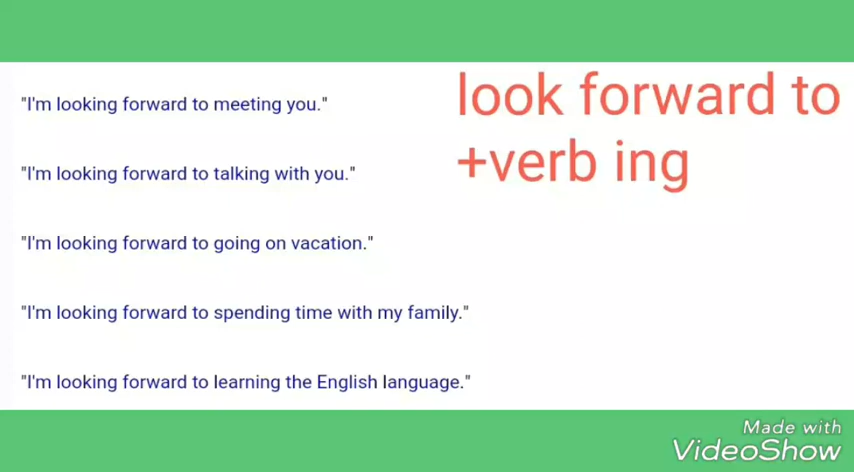 look forward to
+verb ing
"I'm looking forward to meeting you."
"I'm looking forward to talking with you."
"I'm looking forward to going on vacation."
"I'm looking forward to spending time with my family."
"I'm looking forward to learning the English language."
Made with
VideoShow